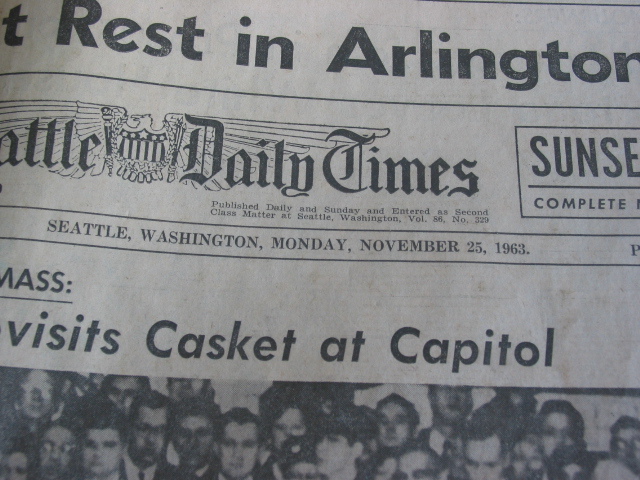 t Rest in Arlington
attle Daily Times
SUNSE
Published Daily and Sunday and Entered as Second
Class Matter at Seattle, Washington, Vol. 86, No. 329
COMPLETE
SEATTLE, WASHINGTON, MONDAY, NOVEMBER 25, 1963.
P
MASS:
visits Casket at Capitol